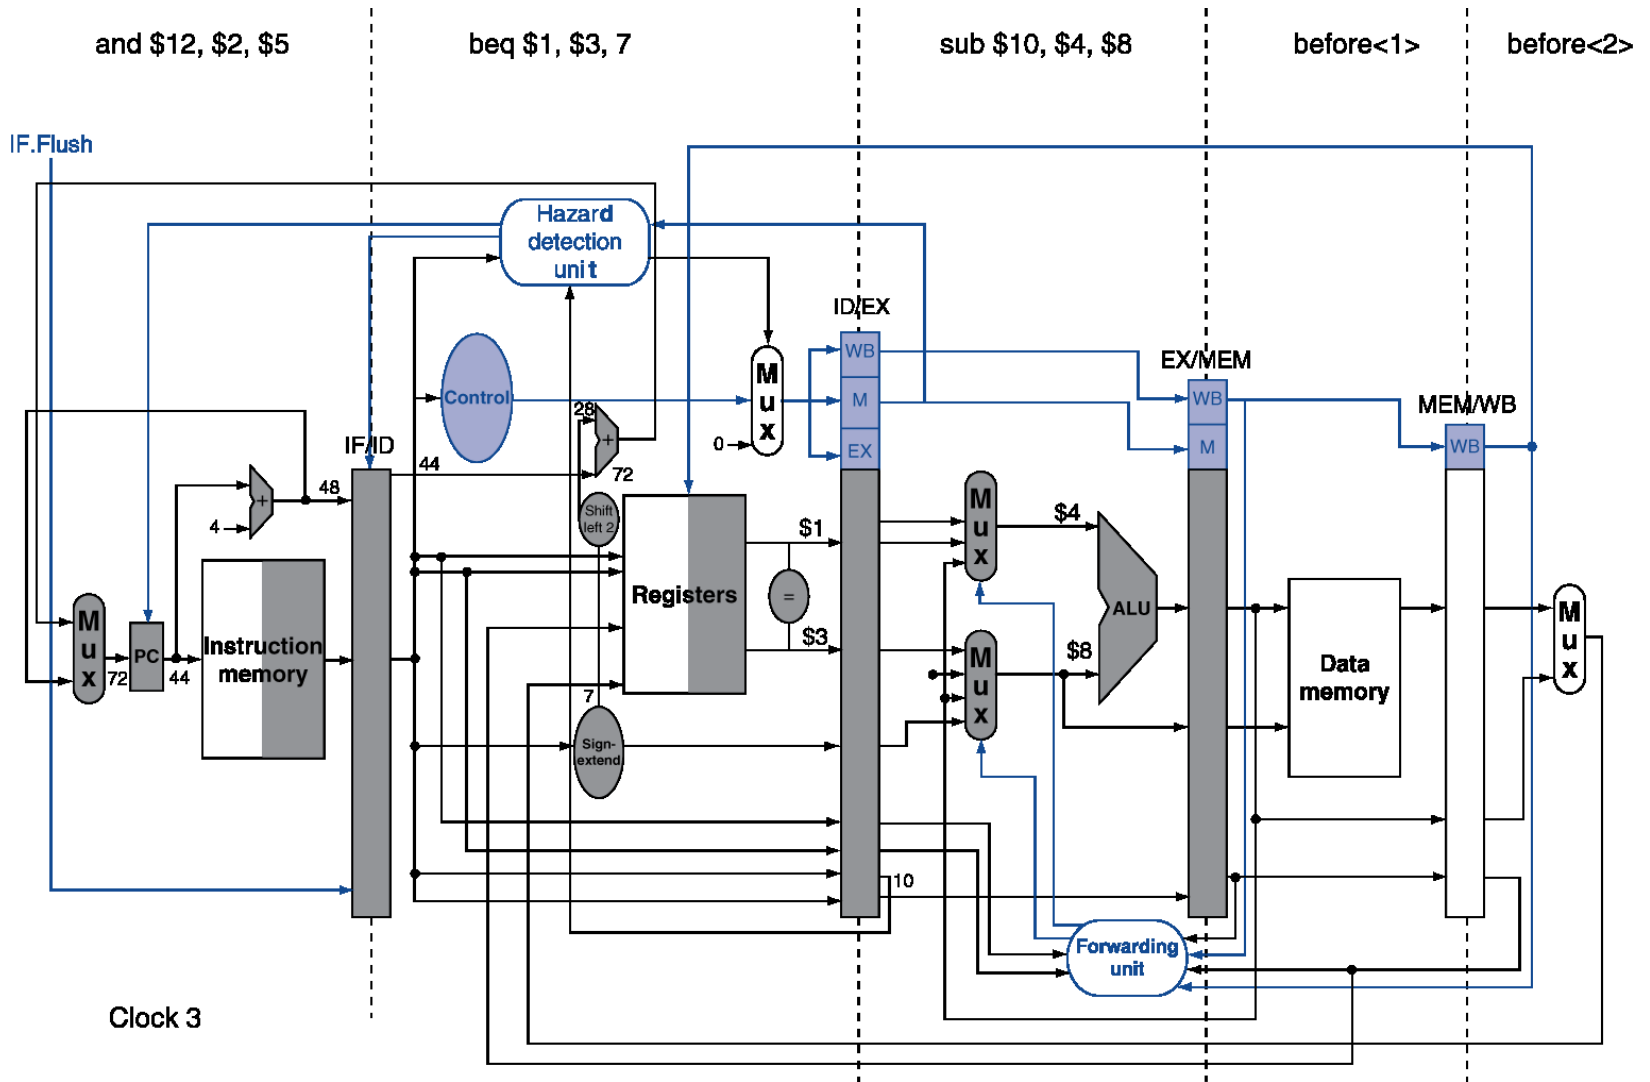 and $12, $2, $5
beq $1, $3, 7
sub $10, $4, $8
before<1>
before<2>
IF.Flush
Hazard
detection
unit
ID/EX
WB
M
EX
Control
M
u
x
0
EX/MEM
WB
M
MEM/WB
WB
IF/ID
28
+
44
72
48
+
4
Shift
left 2
$1
=
$3
Registers
M
u
x
$4
ALU
M
u
x
$8
M
u
x
72
PC
44
Instruction
memory
7
Sign-
extend
Data
memory
M
u
x
10
Forwarding
unit
Clock 3